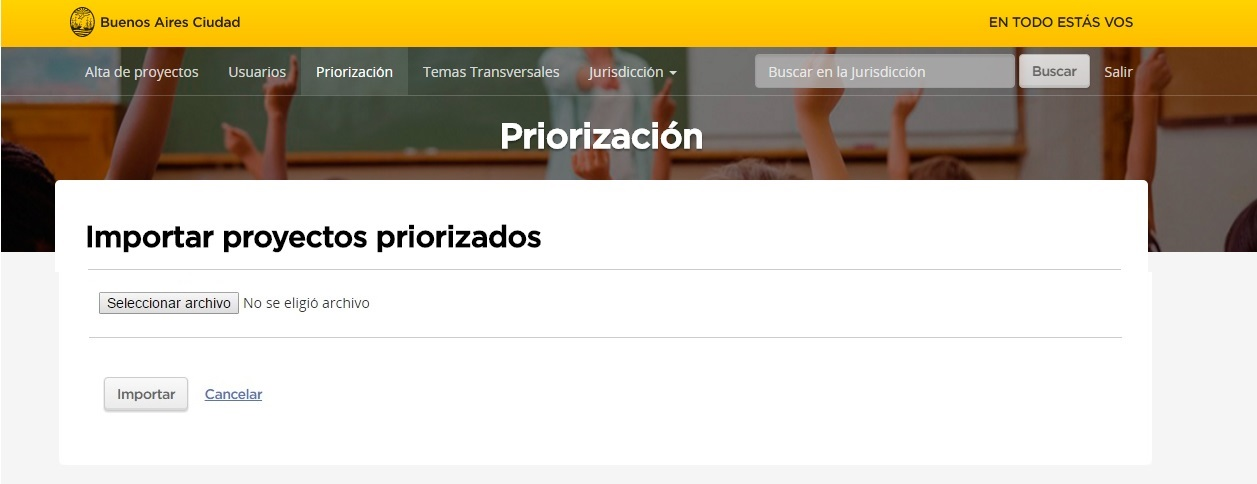 Buenos Aires Ciudad
EN TODO ESTÁS VOS
Alta de proyectos Usuarios Priorización Temas Transversales Jurisdicción Buscar en la Jurisdicción Buscar Salir
Priorización
Importar proyectos priorizados
Seleccionar archivo No se eligió archivo
Importar Cancelar